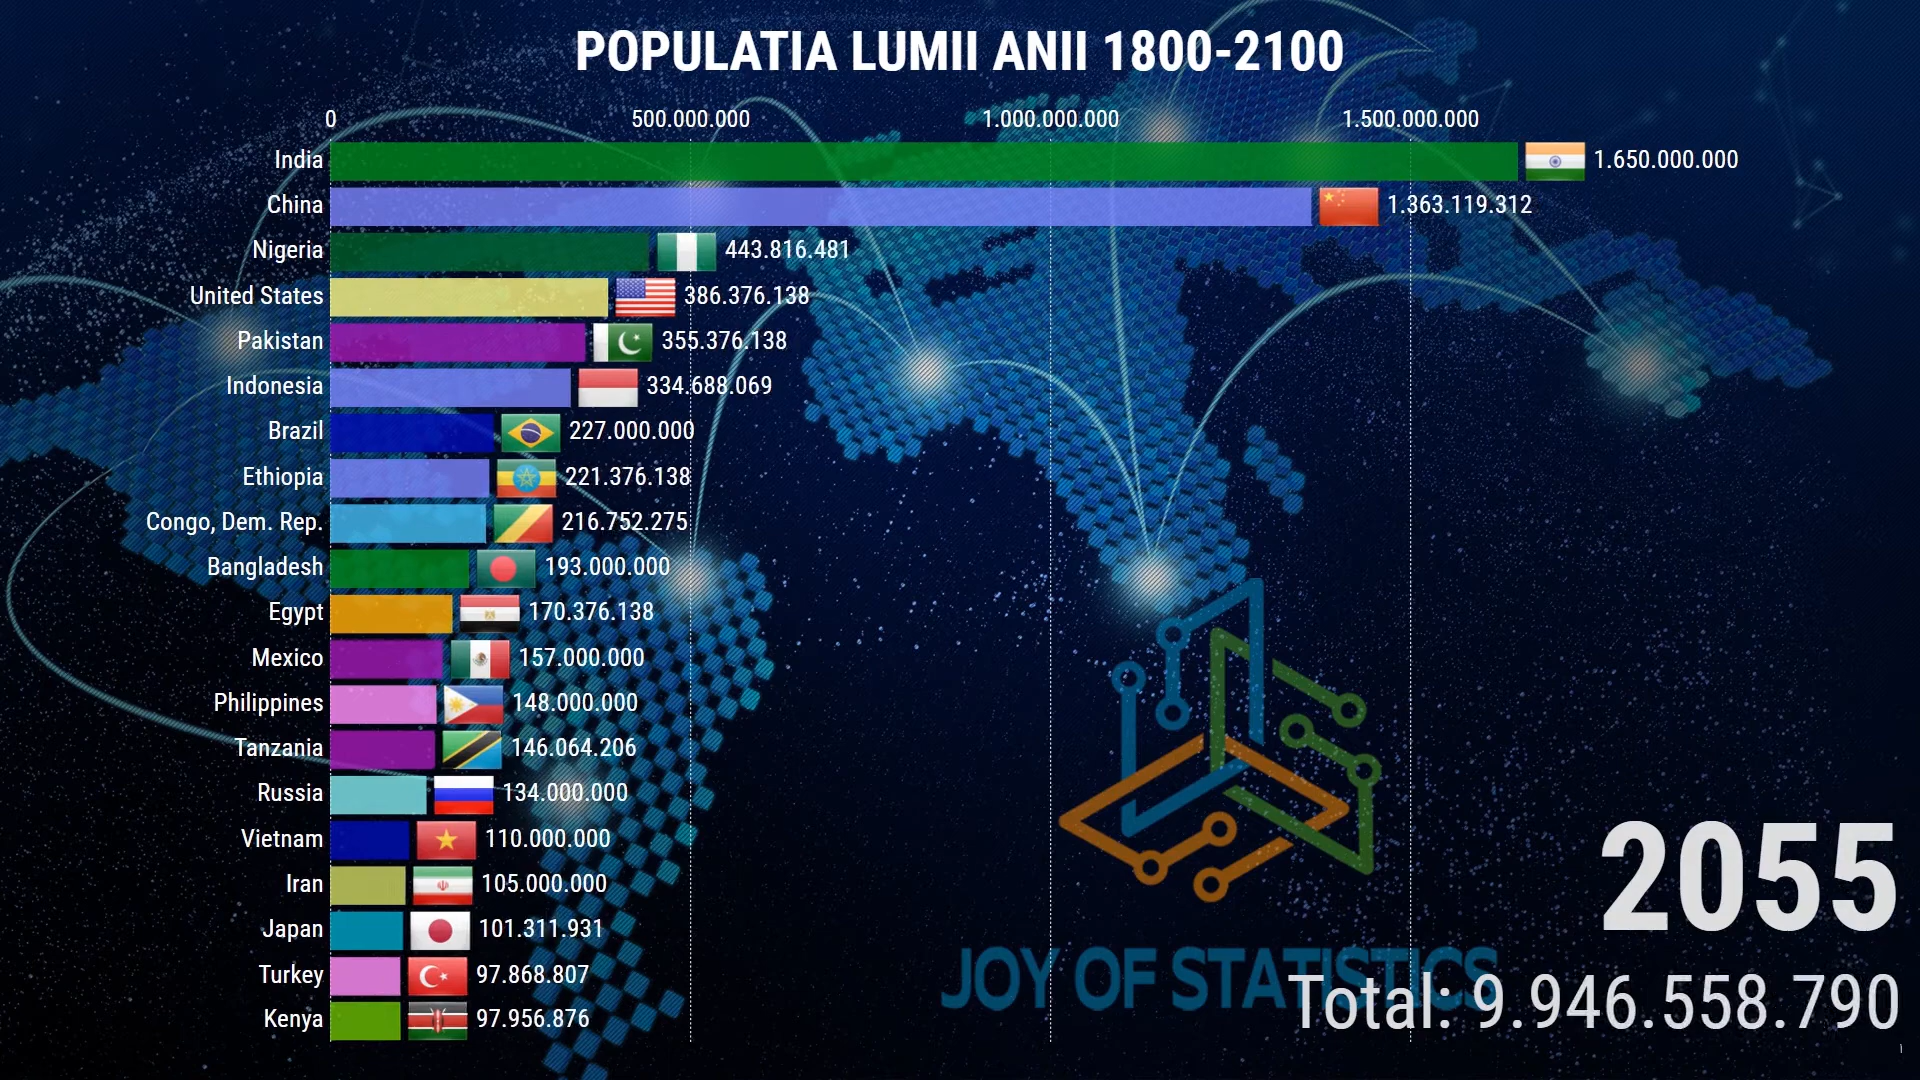 POPULATIA LUMII ANII 1800-2100
0 500.000.000 1.000.000.000 1.500.000.000
India 1.650.000.000
China 1.363.119.312
Nigeria 443.816.481
United States 386.376.138
Pakistan 355.376.138
Indonesia 334.688.069
Brazil 227.000.000
Ethiopia 221.376.138
Congo, Dem. Rep. 216.752.275
Bangladesh 193.000.000
Egypt 170.376.138
Mexico 157.000.000
Philippines 148.000.000
Tanzania 146.064.206
Russia 134.000.000
Vietnam 110.000.000
Iran 105.000.000
Japan 101.311.931
Turkey 97.868.807
Kenya 97.956.876
2055
JOY OF STATISTICS
Total: 9.946.558.790